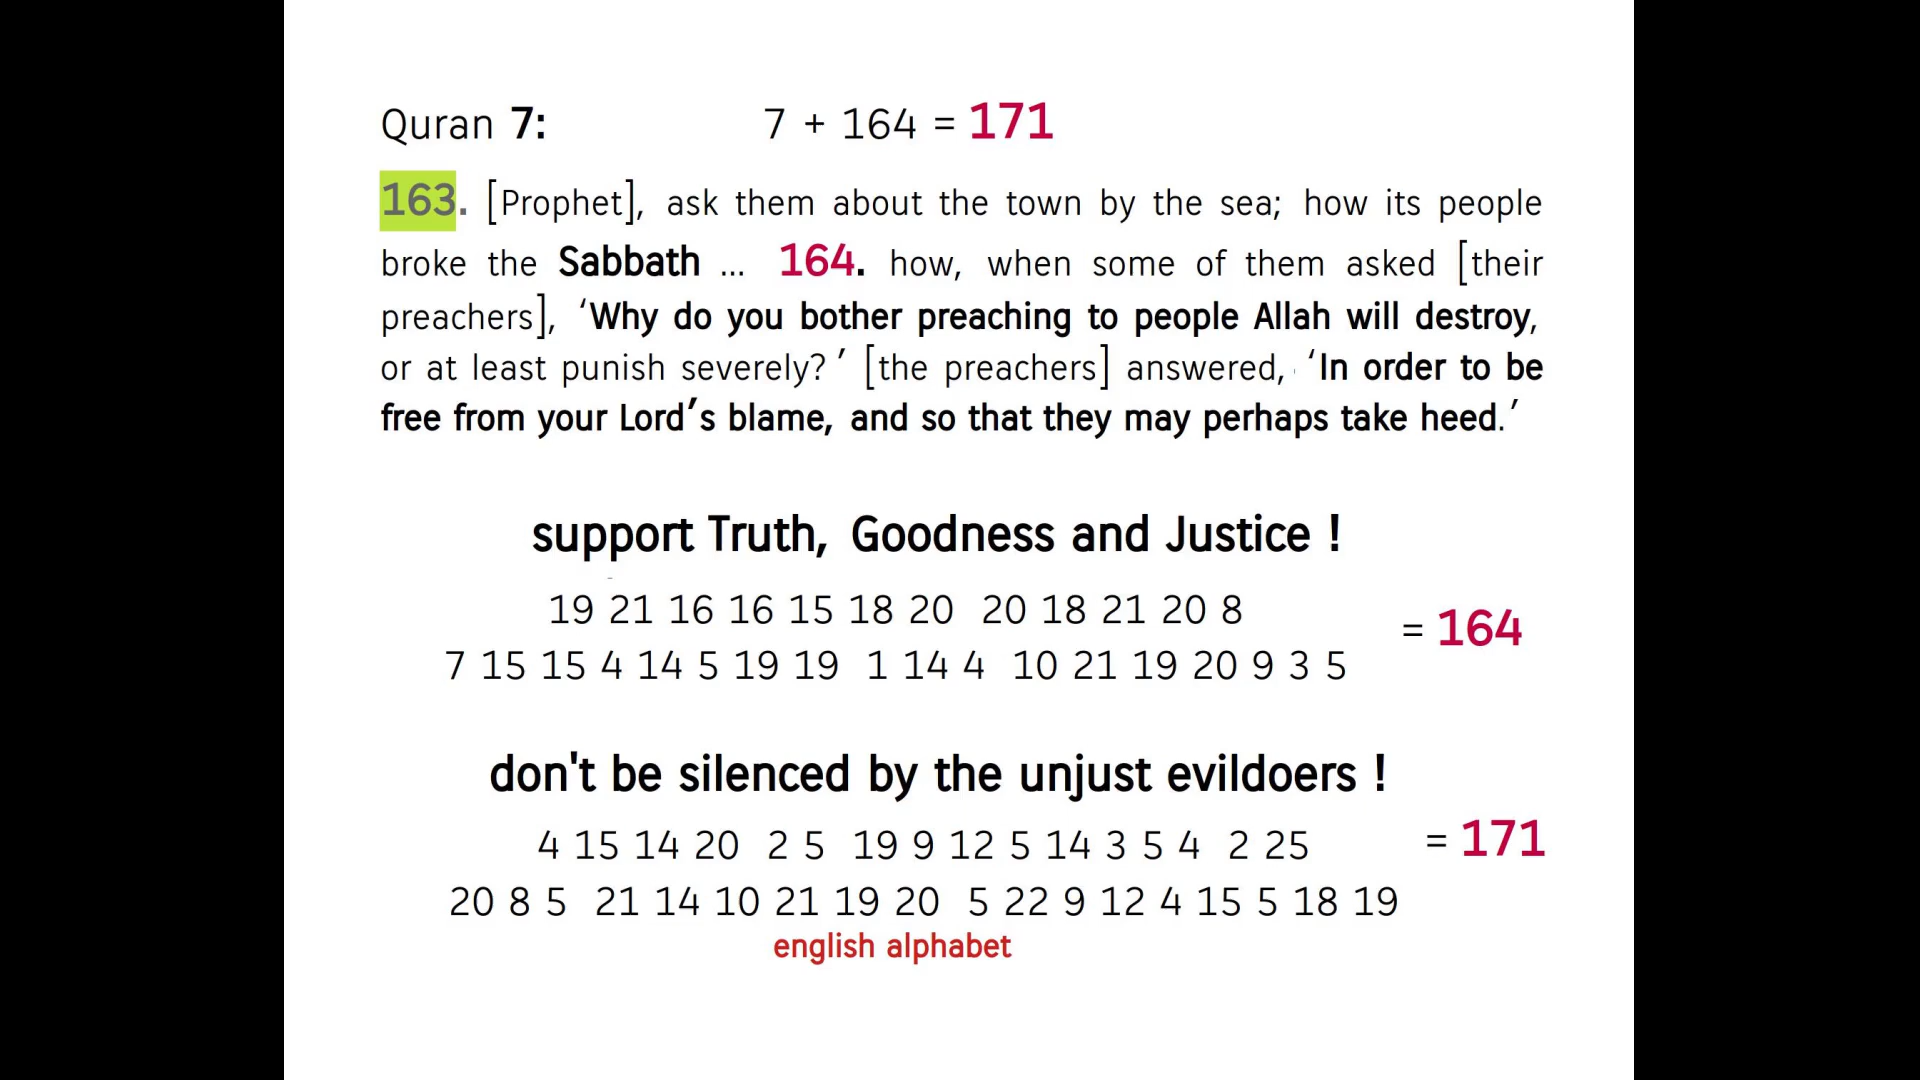 Quran 7: 7 + 164 = 171
163. [Prophet], ask them about the town by the sea; how its people
broke the Sabbath ... 164. how, when some of them asked [their
preachers], ‘Why do you bother preaching to people Allah will destroy,
or at least punish severely? ’ [the preachers] answered, ‘In order to be
free from your Lord’s blame, and so that they may perhaps take heed.’
support Truth, Goodness and Justice !
19 21 16 16 15 18 20 20 18 21 20 8
= 164
7 15 15 4 14 5 19 19 1 14 4 10 21 19 20 9 3 5
don't be silenced by the unjust evildoers !
4 15 14 20 2 5 19 9 12 5 14 3 5 4 2 25 = 171
20 8 5 21 14 10 21 19 20 5 22 9 12 4 15 5 18 19
english alphabet